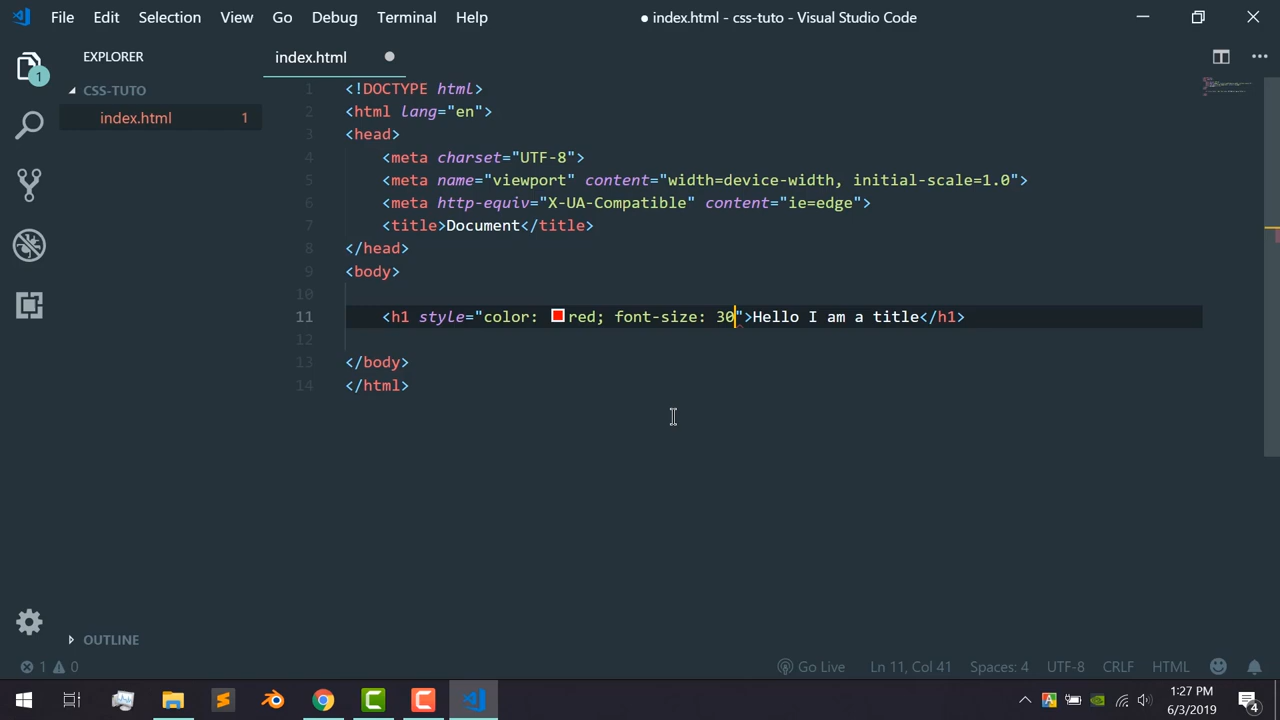 File Edit Selection View Go Debug Terminal Help
● index.html - css-tuto - Visual Studio Code
EXPLORER
index.html
1
CSS-TUTO
index.html 1
1 <!DOCTYPE html>
2 <html lang="en">
3 <head>
4 <meta charset="UTF-8">
5 <meta name="viewport" content="width=device-width, initial-scale=1.0">
6 <meta http-equiv="X-UA-Compatible" content="ie=edge">
7 <title>Document</title>
8 </head>
9 <body>
10
11 <h1 style="color: red; font-size: 30">Hello I am a title</h1>
12
13 </body>
14 </html>
OUTLINE
1 0
Go Live Ln 11, Col 41 Spaces: 4 UTF-8 CRLF HTML
1:27 PM
6/3/2019
4